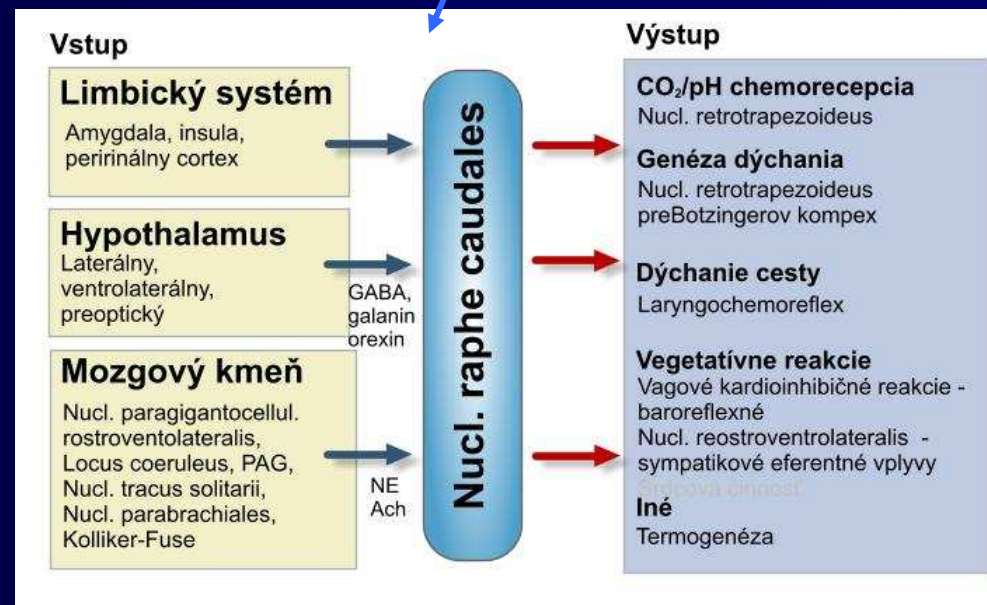 Vstup
Limbický systém
Amygdala, insula,
peririnálny cortex
Hypothalamus
Laterálny,
ventrolaterálny,
preoptický
GABA,
galanin
orexin
Mozgový kmeň
Nucl. paragigantocellul.
rostroventolateralis,
Locus coeruleus, PAG,
Nucl. tracus solitarii,
Nucl. parabrachiales,
Kolliker-Fuse
NE
Ach
Nucl. raphe caudales
Výstup
CO₂/pH chemorecepcia
Nucl. retrotrapezoideus
Genéza dýchania
Nucl. retrotrapezoideus
preBotzingerov kompex
Dýchanie cesty
Laryngochemoreflex
Vegetatívne reakcie
Vagové kardioinhibičné reakcie -
baroreflexné
Nucl. reostroventrolateralis -
sympatikové eferentné vplyvy
Srdcová činnosť
Iné
Termogenéza